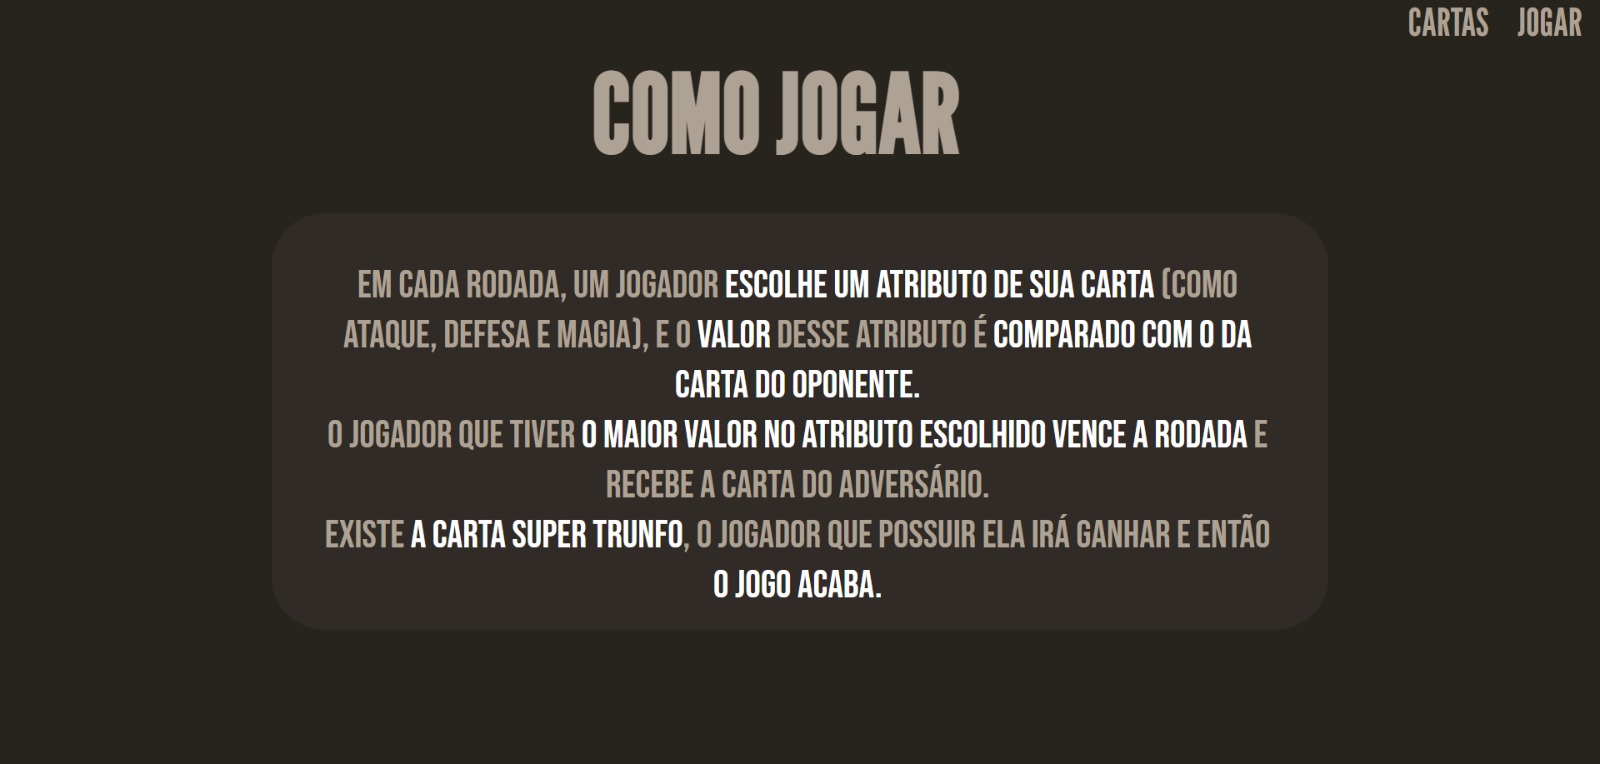 CARTAS JOGAR
COMO JOGAR
EM CADA RODADA, UM JOGADOR ESCOLHE UM ATRIBUTO DE SUA CARTA (COMO
ATAQUE, DEFESA E MAGIA), E O VALOR DESSE ATRIBUTO É COMPARADO COM O DA
CARTA DO OPONENTE.
O JOGADOR QUE TIVER O MAIOR VALOR NO ATRIBUTO ESCOLHIDO VENCE A RODADA E
RECEBE A CARTA DO ADVERSÁRIO.
EXISTE A CARTA SUPER TRUNFO, O JOGADOR QUE POSSUIR ELA IRÁ GANHAR E ENTÃO
O JOGO ACABA.